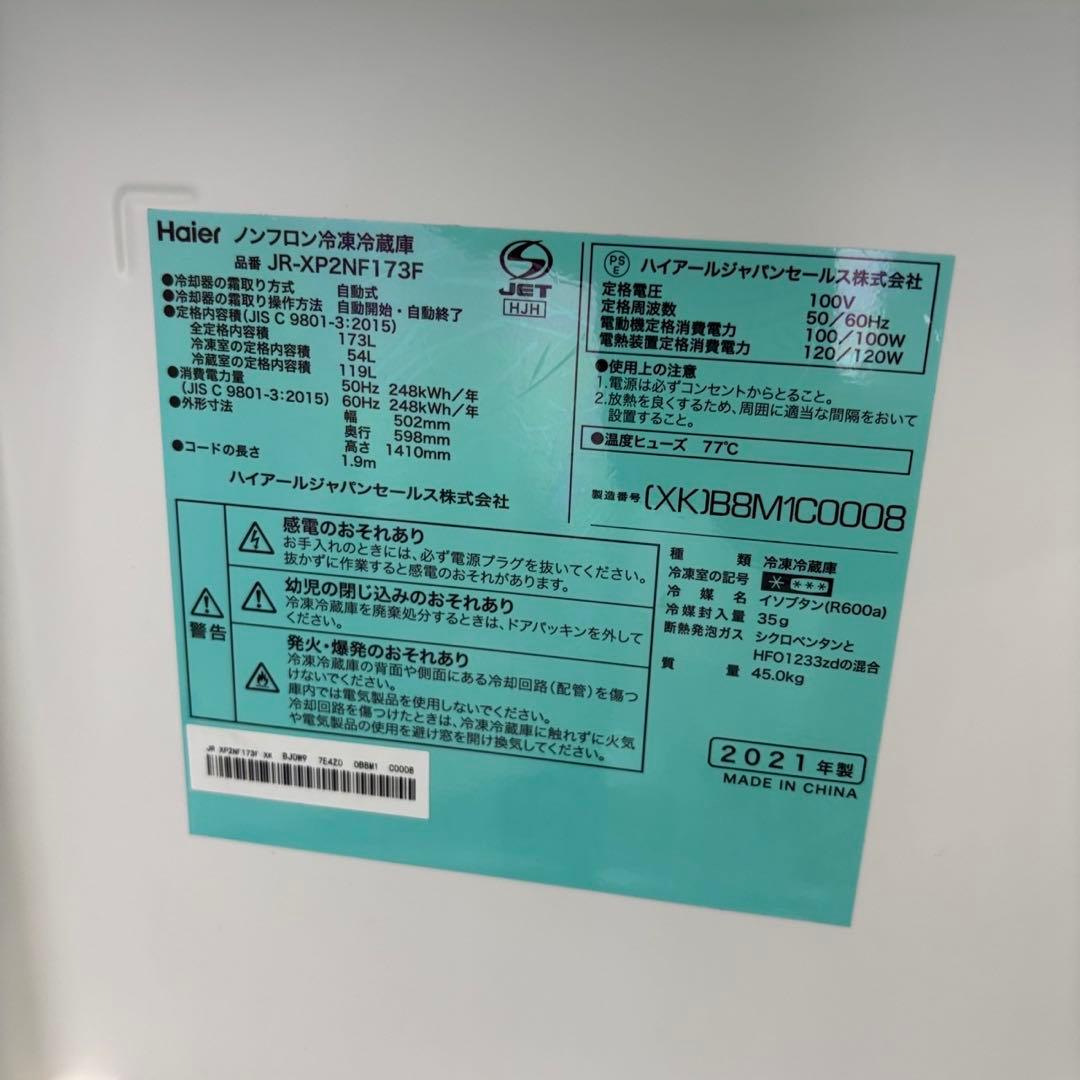 Haier ノンフロン冷凍冷蔵庫
品番 JR-XP2NF173F
●冷却器の霜取り方式 自動式
●冷却器の霜取り操作方法 自動開始・自動終了
●定格内容積(JIS C 9801-3:2015)
全定格内容積 173L
冷凍室の定格内容積 54L
冷蔵室の定格内容積 119L
●消費電力量 50Hz 248kWh/年
(JIS C 9801-3:2015) 60Hz 248kWh/年
●外形寸法 幅 502mm
奥行 598mm
高さ 1410mm
●コードの長さ 1.9m
ハイアールジャパンセールス株式会社
JET
HJH
PSE ハイアールジャパンセールス株式会社
定格電圧 100V
定格周波数 50/60Hz
電動機定格消費電力 100/100W
電熱装置定格消費電力 120/120W
●使用上の注意
1.電源は必ずコンセントからとること。
2.放熱を良くするため、周囲に適当な間隔をおいて
設置すること。
●温度ヒューズ 77℃
製造番号 (XK)B8M1C0008
警告
感電のおそれあり
お手入れのときには、必ず電源プラグを抜いてください。
抜かずに作業すると感電のおそれがあります。
幼児の閉じ込みのおそれあり
冷凍冷蔵庫を廃棄処分するときは、ドアパッキンを外して
ください。
発火・爆発のおそれあり
冷凍冷蔵庫の背面や側面にある冷却回路(配管)を傷つ
けないでください。
庫内では電気製品を使用しないでください。
冷却回路を傷つけたときは、冷凍冷蔵庫に触れずに火気
や電気製品の使用を避け窓を開け換気してください。
種類 冷凍冷蔵庫
冷凍室の記号 * ***
冷媒名 イソブタン(R600a)
冷媒封入量 35g
断熱発泡ガス シクロペンタンと
HFO1233zdの混合
質量 45.0kg
JR XP2NF173F XK BJ0W9 7E4Z0 0B8M1 C0008
2021年製
MADE IN CHINA